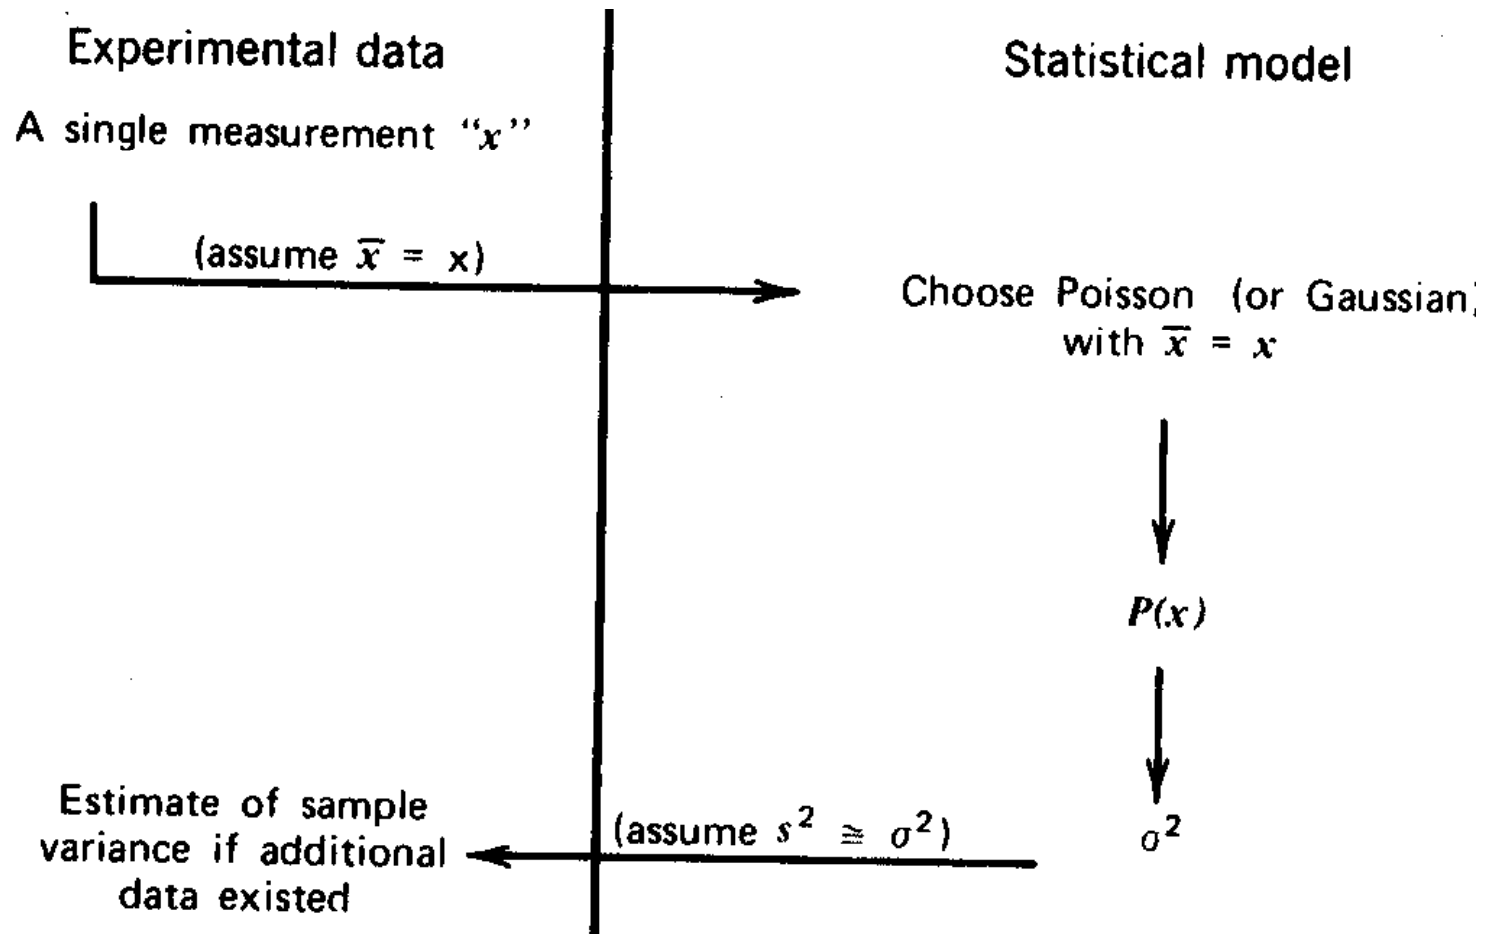 Experimental data
Statistical model
A single measurement “x”
(assume x̅ = x)
Choose Poisson (or Gaussian)
with x̅ = x
P(x)
Estimate of sample
variance if additional
data existed
(assume s² ≅ σ²)
σ²